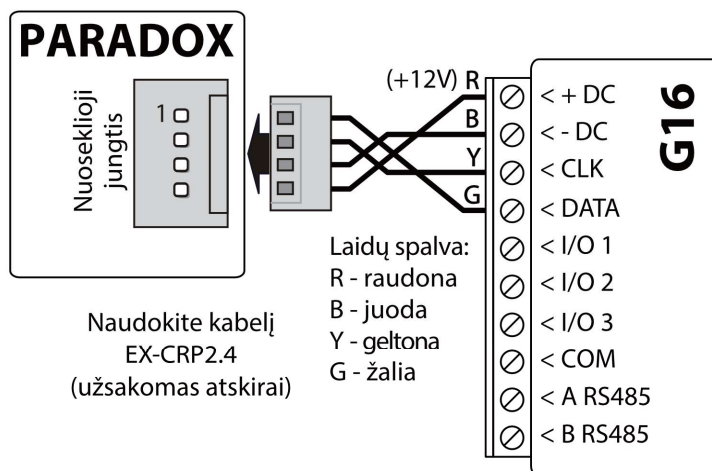 PARADOX
Nuoseklioji
jungtis
1
(+12V) R
B
Y
G
Laidų spalva:
R - raudona
B - juoda
Y - geltona
G - žalia
Naudokite kabelį
EX-CRP2.4
(užsakomas atskirai)
G16
< + DC
< - DC
< CLK
< DATA
< I/O 1
< I/O 2
< I/O 3
< COM
< A RS485
< B RS485